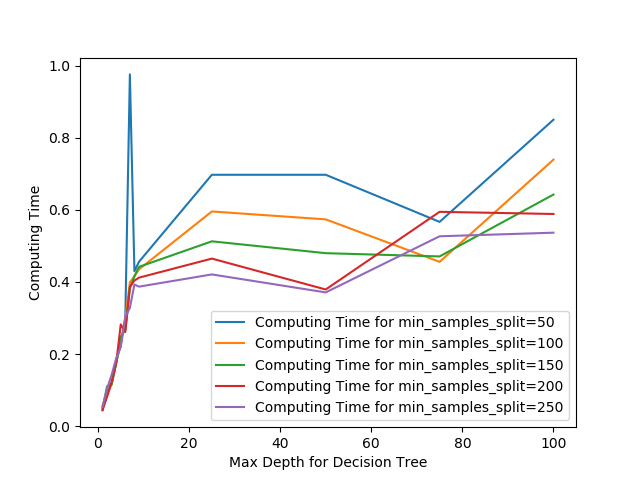 1.0
0.8
0.6
0.4
0.2
0.0
Computing Time
Computing Time for min_samples_split=50
Computing Time for min_samples_split=100
Computing Time for min_samples_split=150
Computing Time for min_samples_split=200
Computing Time for min_samples_split=250
0 20 40 60 80 100
Max Depth for Decision Tree